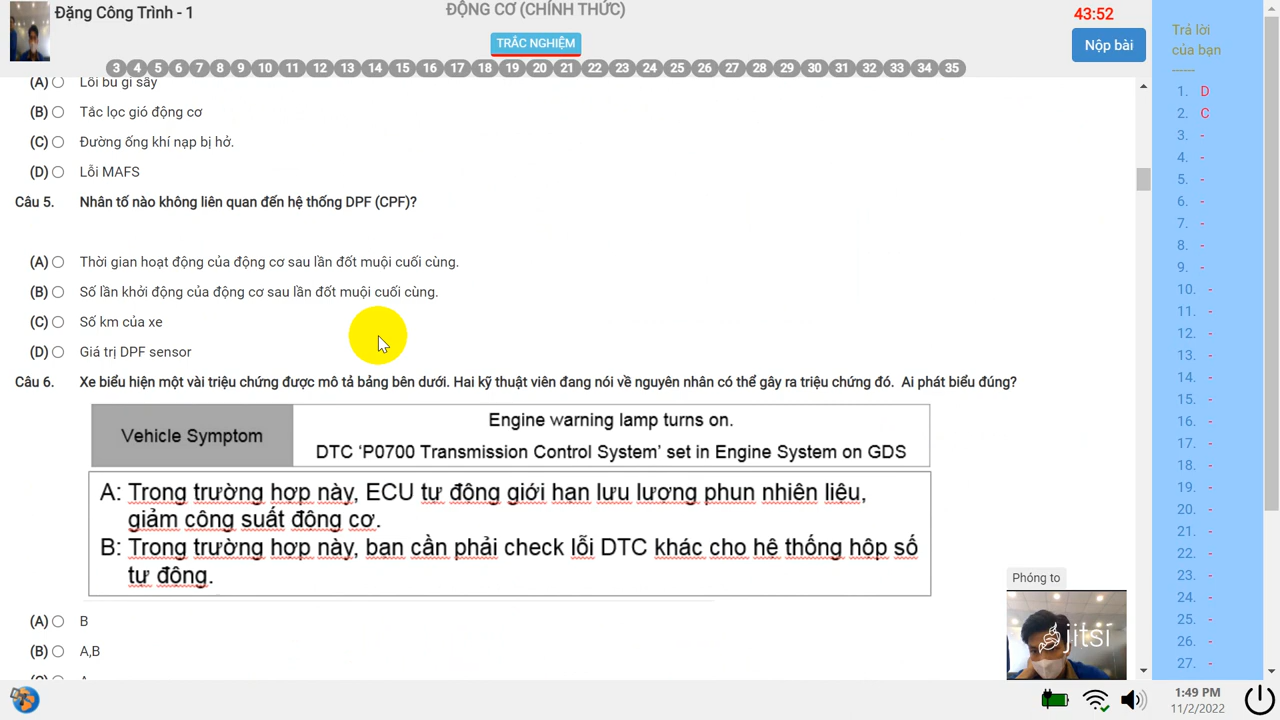 Đặng Công Trình - 1
ĐỘNG CƠ (CHÍNH THỨC)
43:52
TRẮC NGHIỆM
Nộp bài
3 4 5 6 7 8 9 10 11 12 13 14 15 16 17 18 19 20 21 22 23 24 25 26 27 28 29 30 31 32 33 34 35
(A) Lỗi bu gi sấy
(B) Tắc lọc gió động cơ
(C) Đường ống khí nạp bị hở.
(D) Lỗi MAFS
Câu 5. Nhân tố nào không liên quan đến hệ thống DPF (CPF)?
(A) Thời gian hoạt động của động cơ sau lần đốt muội cuối cùng.
(B) Số lần khởi động của động cơ sau lần đốt muội cuối cùng.
(C) Số km của xe
(D) Giá trị DPF sensor
Câu 6. Xe biểu hiện một vài triệu chứng được mô tả bảng bên dưới. Hai kỹ thuật viên đang nói về nguyên nhân có thể gây ra triệu chứng đó. Ai phát biểu đúng?
Vehicle Symptom
Engine warning lamp turns on.
DTC ‘P0700 Transmission Control System’ set in Engine System on GDS
A: Trong trường hợp này, ECU tự động giới hạn lưu lượng phun nhiên liệu,
giảm công suất động cơ.
B: Trong trường hợp này, bạn cần phải check lỗi DTC khác cho hệ thống hộp số
tự động.
(A) B
(B) A,B
Phóng to
jitsi
Trả lời
của bạn
------
1. D
2. C
3. -
4. -
5. -
6. -
7. -
8. -
9. -
10. -
11. -
12. -
13. -
14. -
15. -
16. -
17. -
18. -
19. -
20. -
21. -
22. -
23. -
24. -
25. -
26. -
27. -
1:49 PM
11/2/2022